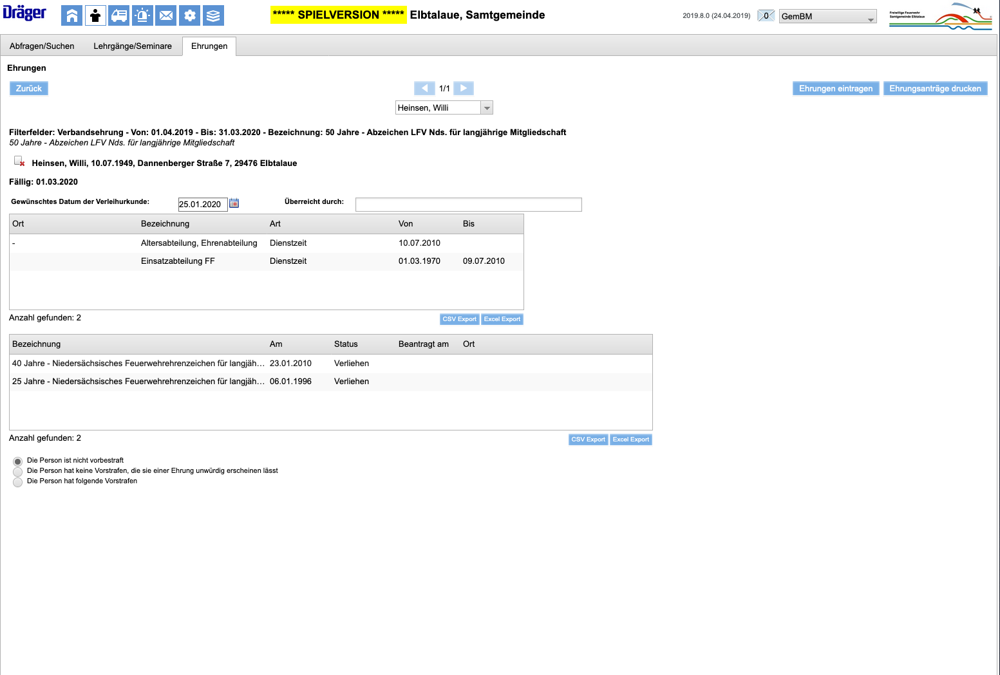 Dräger
***** SPIELVERSION ***** Elbtalaue, Samtgemeinde
2019.8.0 (24.04.2019)
0
GemBM
Freiwillige Feuerwehr
Samtgemeinde Elbtalaue
Abfragen/Suchen Lehrgänge/Seminare Ehrungen
Ehrungen
Zurück 1/1 Ehrungen eintragen Ehrungsanträge drucken
Heinsen, Willi
Filterfelder: Verbandsehrung - Von: 01.04.2019 - Bis: 31.03.2020 - Bezeichnung: 50 Jahre - Abzeichen LFV Nds. für langjährige Mitgliedschaft
50 Jahre - Abzeichen LFV Nds. für langjährige Mitgliedschaft
Heinsen, Willi, 10.07.1949, Dannenberger Straße 7, 29476 Elbtalaue
Fällig: 01.03.2020
Gewünschtes Datum der Verleihurkunde: 25.01.2020 Überreicht durch:
Ort Bezeichnung Art Von Bis
- Altersabteilung, Ehrenabteilung Dienstzeit 10.07.2010
Einsatzabteilung FF Dienstzeit 01.03.1970 09.07.2010
Anzahl gefunden: 2 CSV Export Excel Export
Bezeichnung Am Status Beantragt am Ort
40 Jahre - Niedersächsisches Feuerwehrehrenzeichen für langjäh... 23.01.2010 Verliehen
25 Jahre - Niedersächsisches Feuerwehrehrenzeichen für langjäh... 06.01.1996 Verliehen
Anzahl gefunden: 2 CSV Export Excel Export
Die Person ist nicht vorbestraft
Die Person hat keine Vorstrafen, die sie einer Ehrung unwürdig erscheinen lässt
Die Person hat folgende Vorstrafen